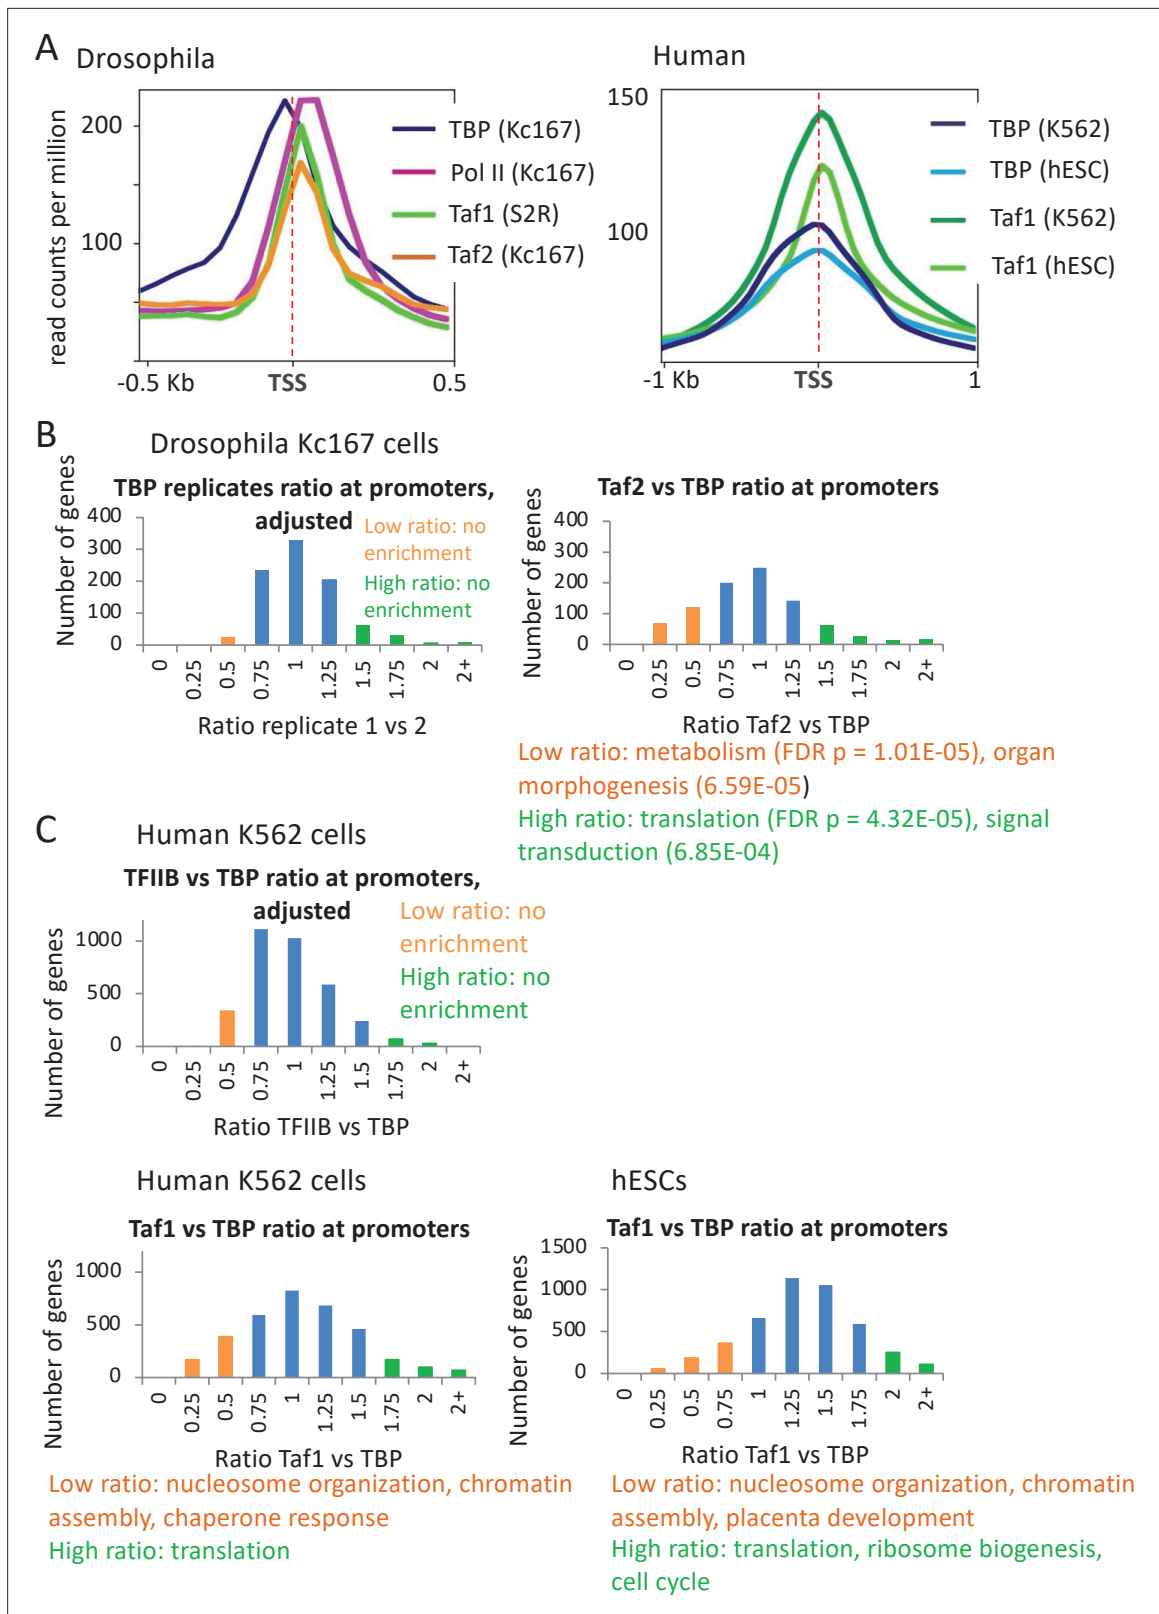 A
Drosophila
Human
read counts per million
200
100
TBP (Kc167)
Pol II (Kc167)
Taf1 (S2R)
Taf2 (Kc167)
-0.5 Kb
TSS
0.5
150
100
TBP (K562)
TBP (hESC)
Taf1 (K562)
Taf1 (hESC)
-1 Kb
TSS
1
B
Drosophila Kc167 cells
TBP replicates ratio at promoters,
adjusted
Low ratio: no
enrichment
High ratio: no
enrichment
Number of genes
400
300
200
100
0
0
0.25
0.5
0.75
1
1.25
1.5
1.75
2
2+
Ratio replicate 1 vs 2
Taf2 vs TBP ratio at promoters
Number of genes
400
300
200
100
0
0
0.25
0.5
0.75
1
1.25
1.5
1.75
2
2+
Ratio Taf2 vs TBP
Low ratio: metabolism (FDR p = 1.01E-05), organ
morphogenesis (6.59E-05)
High ratio: translation (FDR p = 4.32E-05), signal
transduction (6.85E-04)
C
Human K562 cells
TFIIB vs TBP ratio at promoters,
adjusted
Low ratio: no
enrichment
High ratio: no
enrichment
Number of genes
1000
500
0
0
0.25
0.5
0.75
1
1.25
1.5
1.75
2
2+
Ratio TFIIB vs TBP
Human K562 cells
Taf1 vs TBP ratio at promoters
Number of genes
1000
500
0
0
0.25
0.5
0.75
1
1.25
1.5
1.75
2
2+
Ratio Taf1 vs TBP
Low ratio: nucleosome organization, chromatin
assembly, chaperone response
High ratio: translation
hESCs
Taf1 vs TBP ratio at promoters
Number of genes
1500
1000
500
0
0
0.25
0.5
0.75
1
1.25
1.5
1.75
2
2+
Ratio Taf1 vs TBP
Low ratio: nucleosome organization, chromatin
assembly, placenta development
High ratio: translation, ribosome biogenesis,
cell cycle